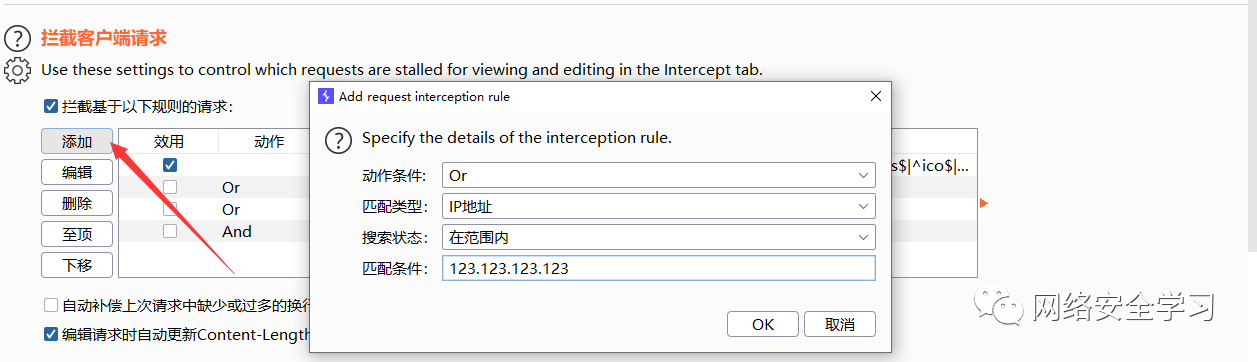 拦截客户端请求
Use these settings to control which requests are stalled for viewing and editing in the Intercept tab.
拦截基于以下规则的请求:
添加
编辑
删除
至顶
下移
效用 动作
Or
Or
And
s$|^ico$|...
自动补偿上次请求中缺少或过多的换行
编辑请求时自动更新Content-Length
Add request interception rule
Specify the details of the interception rule.
动作条件: Or
匹配类型: IP地址
搜索状态: 在范围内
匹配条件: 123.123.123.123
OK 取消
网络安全学习